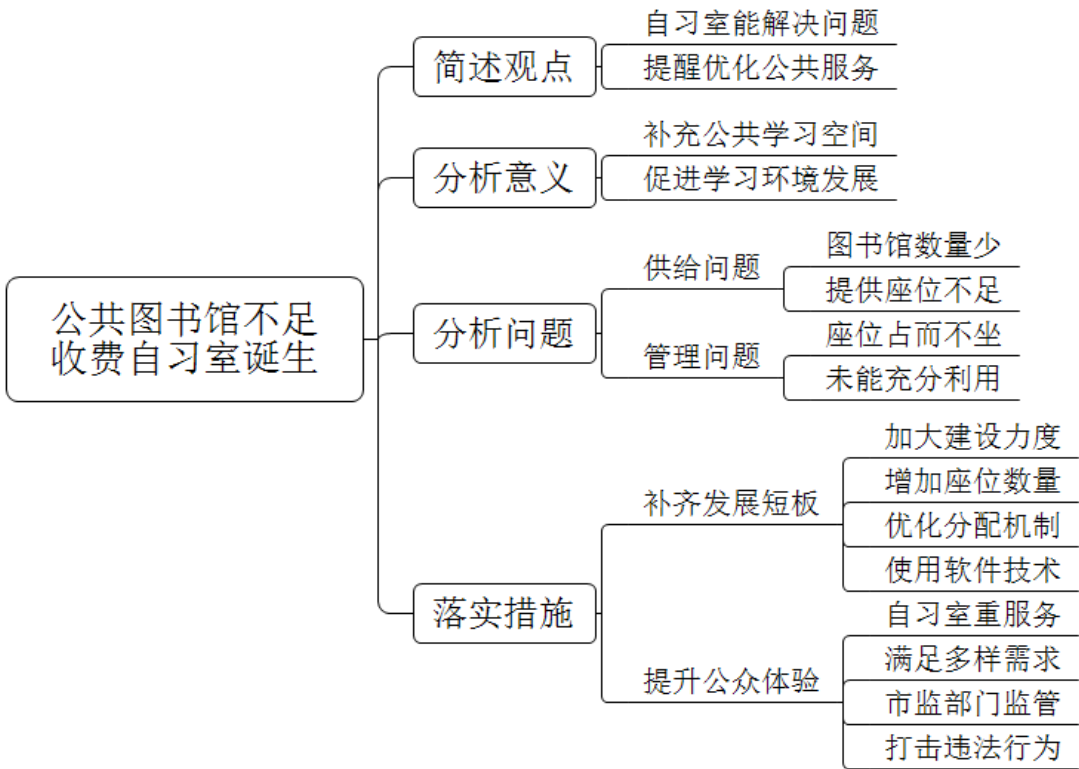 公共图书馆不足
收费自习室诞生
简述观点
自习室能解决问题
提醒优化公共服务
分析意义
补充公共学习空间
促进学习环境发展
分析问题
供给问题
图书馆数量少
提供座位不足
管理问题
座位占而不坐
未能充分利用
落实措施
补齐发展短板
加大建设力度
增加座位数量
优化分配机制
使用软件技术
提升公众体验
自习室重服务
满足多样需求
市监部门监管
打击违法行为